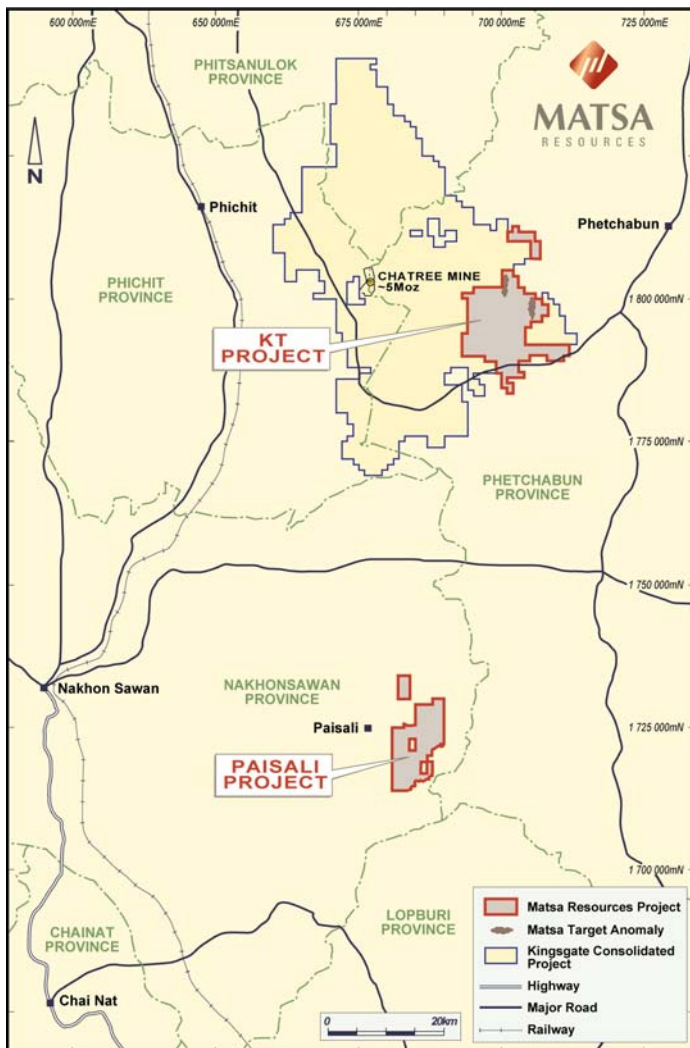 600 000mE
650 000mE
675 000mE
700 000mE
725 000mE
PHITSANULOK
PROVINCE
MATSA
RESOURCES
N
Phichit
Phetchabun
PHICHIT
PROVINCE
CHATREE MINE
~5Moz
1 800 000mN
KT
PROJECT
1 775 000mN
PHETCHABUN
PROVINCE
1 750 000mN
Nakhon Sawan
NAKHONSAWAN
PROVINCE
Paisali
1 725 000mN
PAISALI
PROJECT
1 700 000mN
CHAINAT
PROVINCE
LOPBURI
PROVINCE
Chai Nat
Matsa Resources Project
Matsa Target Anomaly
Kingsgate Consolidated
Project
Highway
Major Road
Railway
0
20km